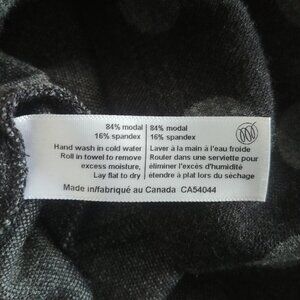 84% modal
16% spandex
Hand wash in cold water
Roll in towel to remove
excess moisture,
Lay flat to dry
84% modal
16% spandex
Laver à la main à l'eau froide
Rouler dans une serviette pour
éliminer l'excés d'humidité
étendre à plat lors du séchage
Made in/fabriqué au Canada CA54044